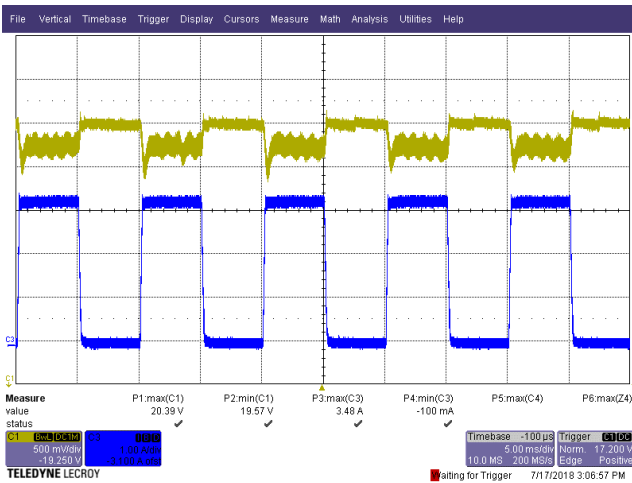 File Vertical Timebase Trigger Display Cursors Measure Math Analysis Utilities Help
C3
C1
Measure P1:max(C1) P2:min(C1) P3:max(C3) P4:min(C3) P5:max(C4) P6:max(Z4)
value 20.39 V 19.57 V 3.48 A -100 mA
status
C1 BwL DC1M Timebase -100 µs Trigger C1 DC
500 mV/div 1.00 A/div 5.00 ms/div Norm. 17.200 V
-19.250 V 10.0 MS 200 MS/s Edge Positive
TELEDYNE LECROY Waiting for Trigger 7/17/2018 3:06:57 PM